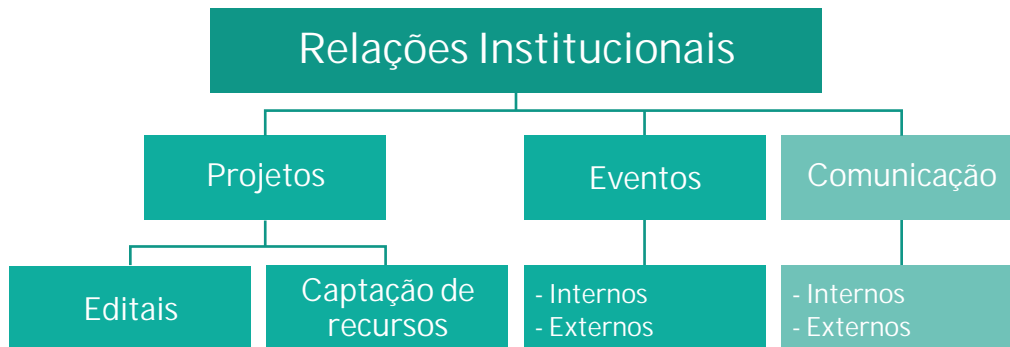 Relações Institucionais
Projetos
Eventos
Comunicação
Editais
Captação de
recursos
- Internos
- Externos
- Internos
- Externos